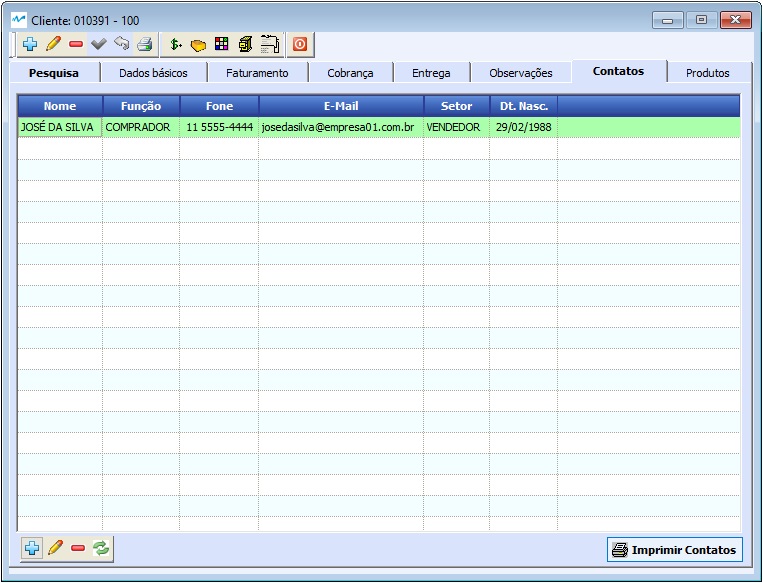 Cliente: 010391 - 100
Pesquisa Dados básicos Faturamento Cobrança Entrega Observações Contatos Produtos
Nome Função Fone E-Mail Setor Dt. Nasc.
JOSÉ DA SILVA COMPRADOR 11 5555-4444 josedasilva@empresa01.com.br VENDEDOR 29/02/1988
Imprimir Contatos